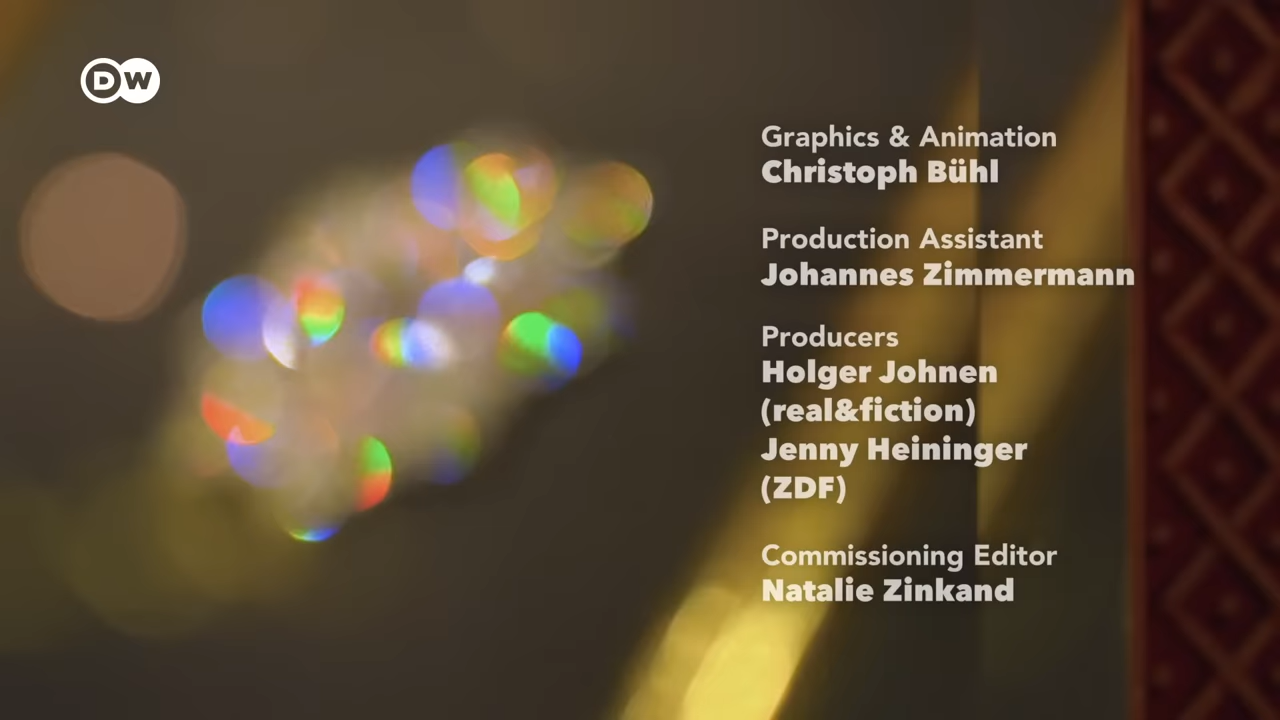 DW
Graphics & Animation
Christoph Bühl
Production Assistant
Johannes Zimmermann
Producers
Holger Johnen
(real&fiction)
Jenny Heininger
(ZDF)
Commissioning Editor
Natalie Zinkand